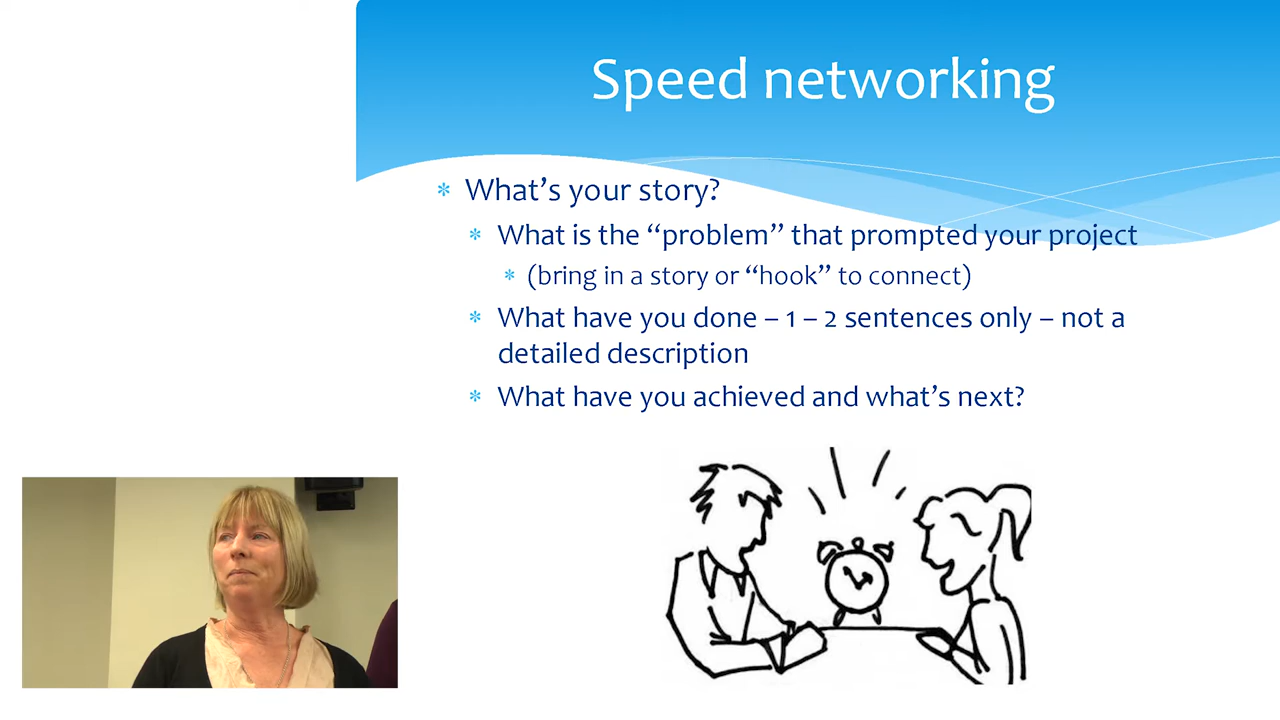 Speed networking
What’s your story?
What is the “problem” that prompted your project
(bring in a story or “hook” to connect)
What have you done – 1 – 2 sentences only – not a
detailed description
What have you achieved and what’s next?